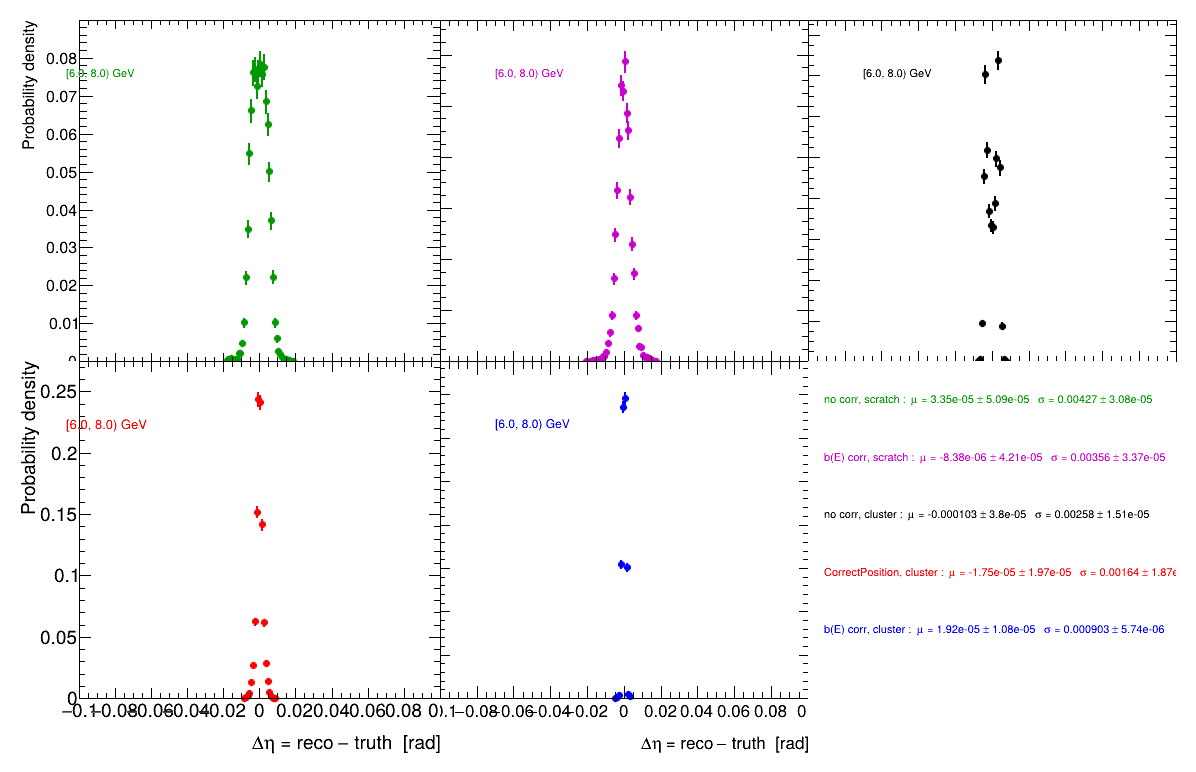 Probability density
0.08
0.07
0.06
0.05
0.04
0.03
0.02
0.01
0
[6.0, 8.0) GeV
[6.0, 8.0) GeV
[6.0, 8.0) GeV
Probability density
0.25
0.2
0.15
0.1
0.05
0
[6.0, 8.0) GeV
[6.0, 8.0) GeV
−0.1 −0.08 −0.06 −0.04 −0.02 0 0.02 0.04 0.06 0.08 0.1
−0.08 −0.06 −0.04 −0.02 0 0.02 0.04 0.06 0.08 0
Δη = reco − truth [rad]
Δη = reco − truth [rad]
no corr, scratch : μ = 3.35e-05 ± 5.09e-05 σ = 0.00427 ± 3.08e-05
b(E) corr, scratch : μ = -8.38e-06 ± 4.21e-05 σ = 0.00356 ± 3.37e-05
no corr, cluster : μ = -0.000103 ± 3.8e-05 σ = 0.00258 ± 1.51e-05
CorrectPosition, cluster : μ = -1.75e-05 ± 1.97e-05 σ = 0.00164 ± 1.87e
b(E) corr, cluster : μ = 1.92e-05 ± 1.08e-05 σ = 0.000903 ± 5.74e-06